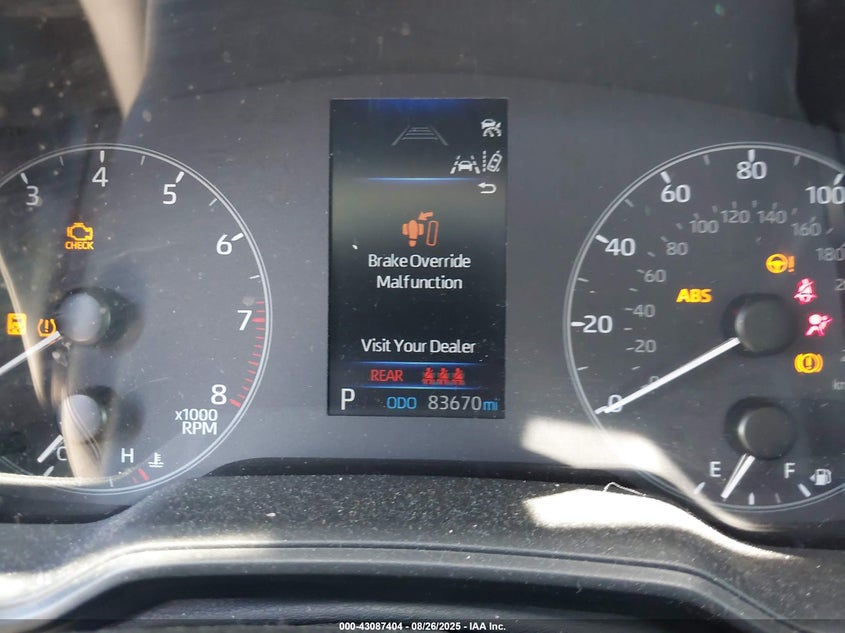 3
4
5
6
7
8
x1000
RPM
CHECK
C
H
Brake Override
Malfunction
Visit Your Dealer
REAR
P ODO 83670 mi
0
20
40
60
80
100
0
20
40
60
80
100
120
140
160
180
ABS
E
F
000-43087404 - 08/26/2025 - IAA Inc.